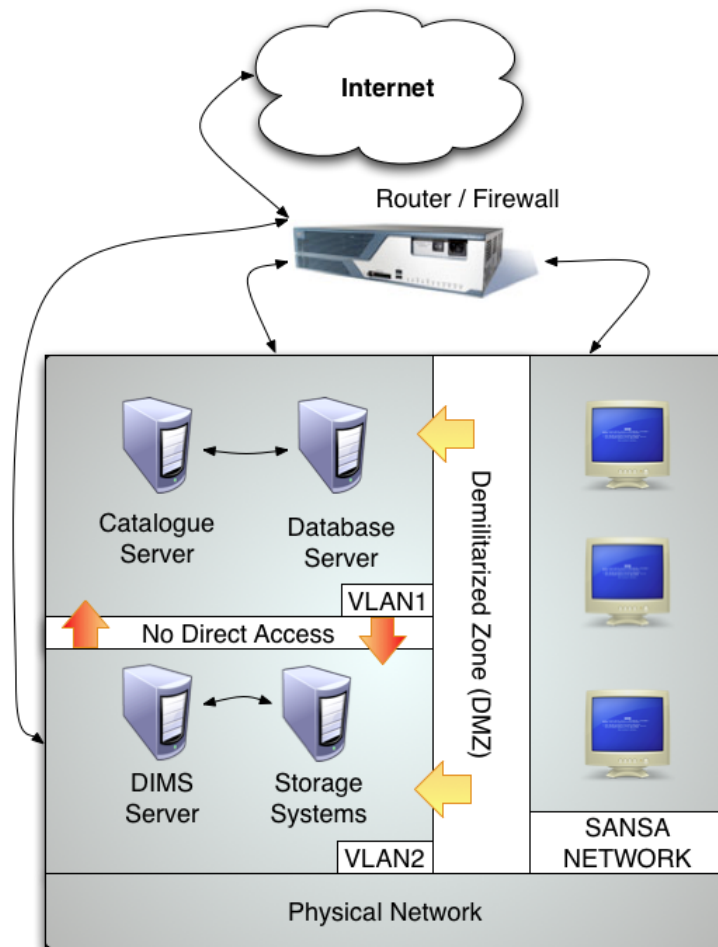 Internet
Router / Firewall
Catalogue
Server
Database
Server
VLAN1
No Direct Access
DIMS
Server
Storage
Systems
VLAN2
Demilitarized Zone (DMZ)
SANSA
NETWORK
Physical Network